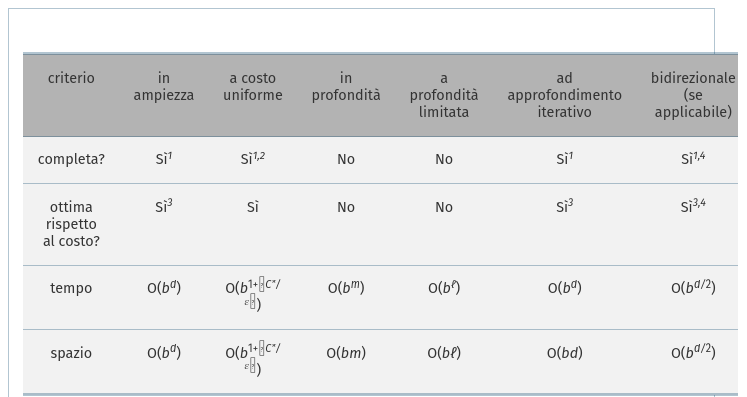 criterio in ampiezza a costo uniforme in profondità a profondità limitata ad approfondimento iterativo bidirezionale (se applicabile)
completa? Sì1 Sì1,2 No No Sì1 Sì1,4
ottima rispetto al costo? Sì3 Sì No No Sì3 Sì3,4
tempo O(bd) O(b1+C*/ε) O(bm) O(bℓ) O(bd) O(bd/2)
spazio O(bd) O(b1+C*/ε) O(bm) O(bℓ) O(bd) O(bd/2)